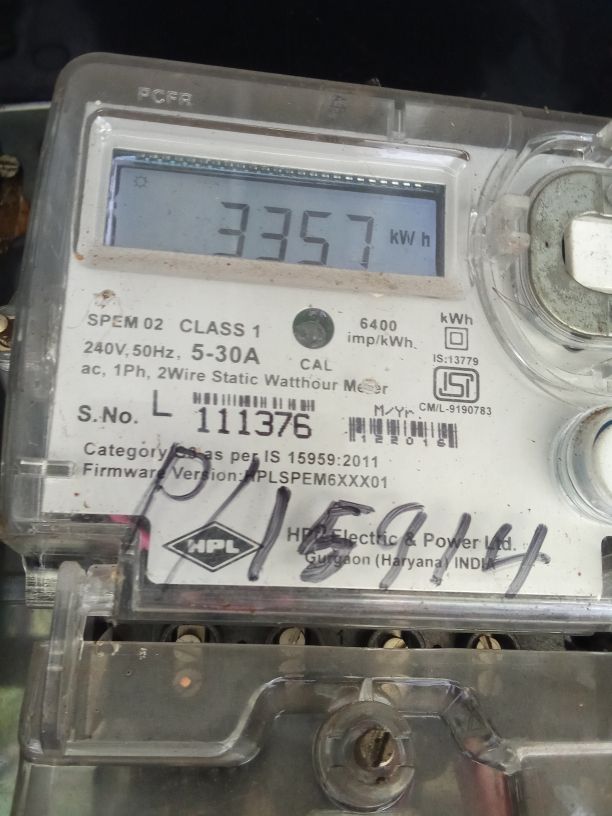 PCFR
3357 kWh
SPEM 02 CLASS 1
240V, 50Hz, 5-30A
ac, 1Ph, 2Wire Static Watthour Meter
CAL
6400
imp/kWh.
kWh
IS:13779
ISI
CM/L-9190783
S.No. L 111376
M/Yr
122016
Category C3 as per IS 15959:2011
Firmware Version:HPLSPEM6XXX01
P/15914
HPL
HPL Electric & Power Ltd.
Gurgaon (Haryana) INDIA